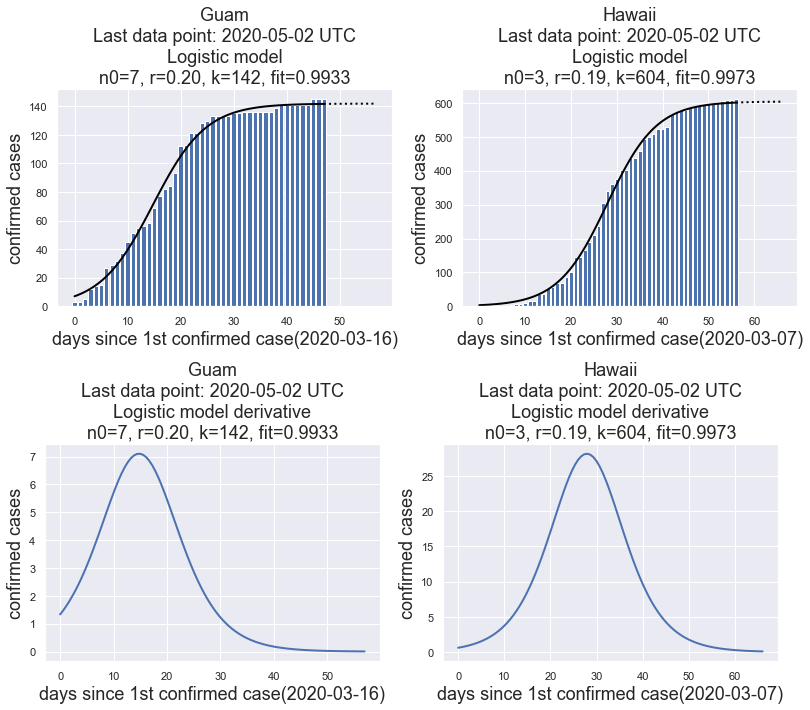 Guam
Last data point: 2020-05-02 UTC
Logistic model
n0=7, r=0.20, k=142, fit=0.9933
confirmed cases
140
120
100
80
60
40
20
0
0 10 20 30 40 50
days since 1st confirmed case(2020-03-16)
Hawaii
Last data point: 2020-05-02 UTC
Logistic model
n0=3, r=0.19, k=604, fit=0.9973
confirmed cases
600
500
400
300
200
100
0
0 10 20 30 40 50 60
days since 1st confirmed case(2020-03-07)
Guam
Last data point: 2020-05-02 UTC
Logistic model derivative
n0=7, r=0.20, k=142, fit=0.9933
confirmed cases
7
6
5
4
3
2
1
0
0 10 20 30 40 50
days since 1st confirmed case(2020-03-16)
Hawaii
Last data point: 2020-05-02 UTC
Logistic model derivative
n0=3, r=0.19, k=604, fit=0.9973
confirmed cases
25
20
15
10
5
0
0 10 20 30 40 50 60
days since 1st confirmed case(2020-03-07)